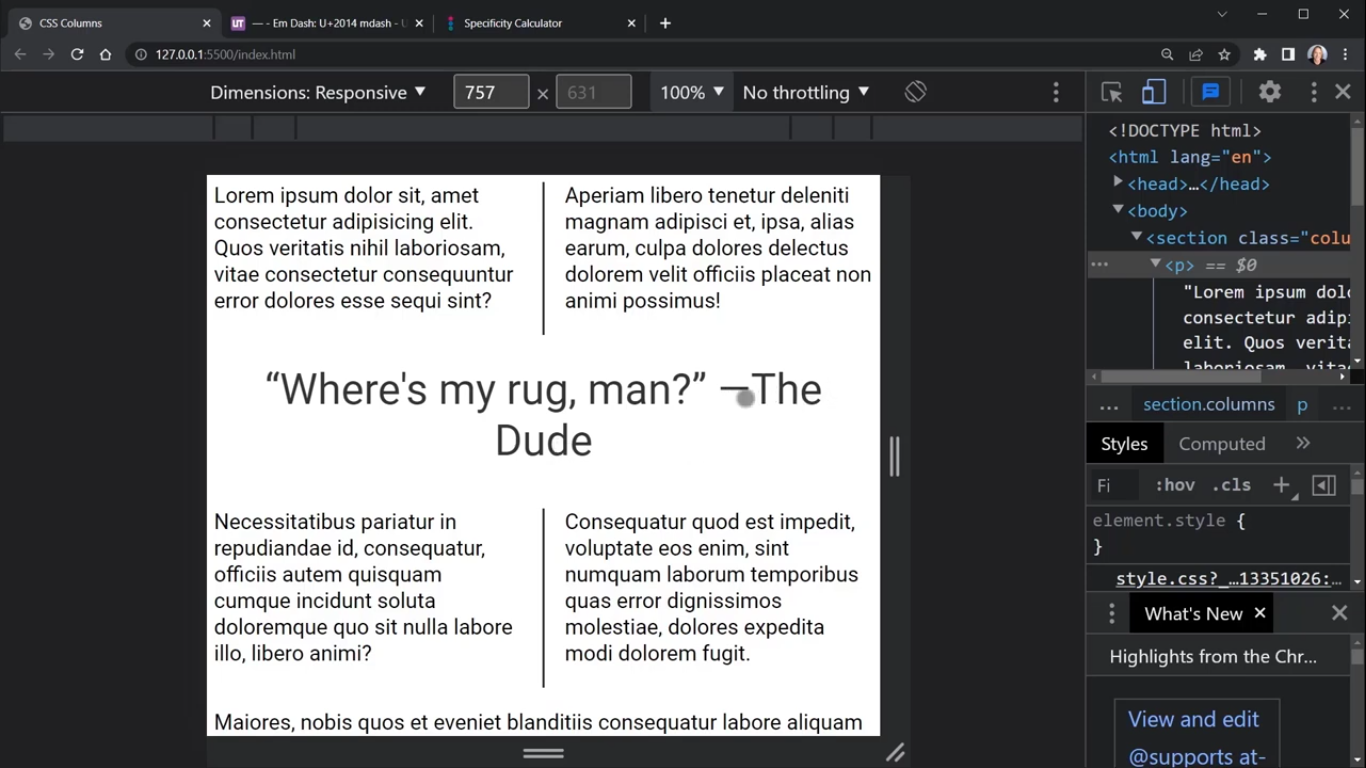 CSS Columns
UT — - Em Dash: U+2014 mdash - U
Specificity Calculator
127.0.0.1:5500/index.html
Dimensions: Responsive 757 × 631 100% No throttling
Lorem ipsum dolor sit, amet
consectetur adipisicing elit.
Quos veritatis nihil laboriosam,
vitae consectetur consequuntur
error dolores esse sequi sint?
Aperiam libero tenetur deleniti
magnam adipisci et, ipsa, alias
earum, culpa dolores delectus
dolorem velit officiis placeat non
animi possimus!
“Where's my rug, man?” —The
Dude
Necessitatibus pariatur in
repudiandae id, consequatur,
officiis autem quisquam
cumque incidunt soluta
doloremque quo sit nulla labore
illo, libero animi?
Consequatur quod est impedit,
voluptate eos enim, sint
numquam laborum temporibus
quas error dignissimos
molestiae, dolores expedita
modi dolorem fugit.
Maiores, nobis quos et eveniet blanditiis consequatur labore aliquam
<!DOCTYPE html>
<html lang="en">
<head>…</head>
<body>
<section class="colu
<p> == $0
"Lorem ipsum dolo
consectetur adipi
elit. Quos verita
laboriosam, vitae
… section.columns p …
Styles Computed »
Fi :hov .cls +
element.style {
}
style.css?_…13351026:…
What's New ×
Highlights from the Chr...
View and edit
@supports at-